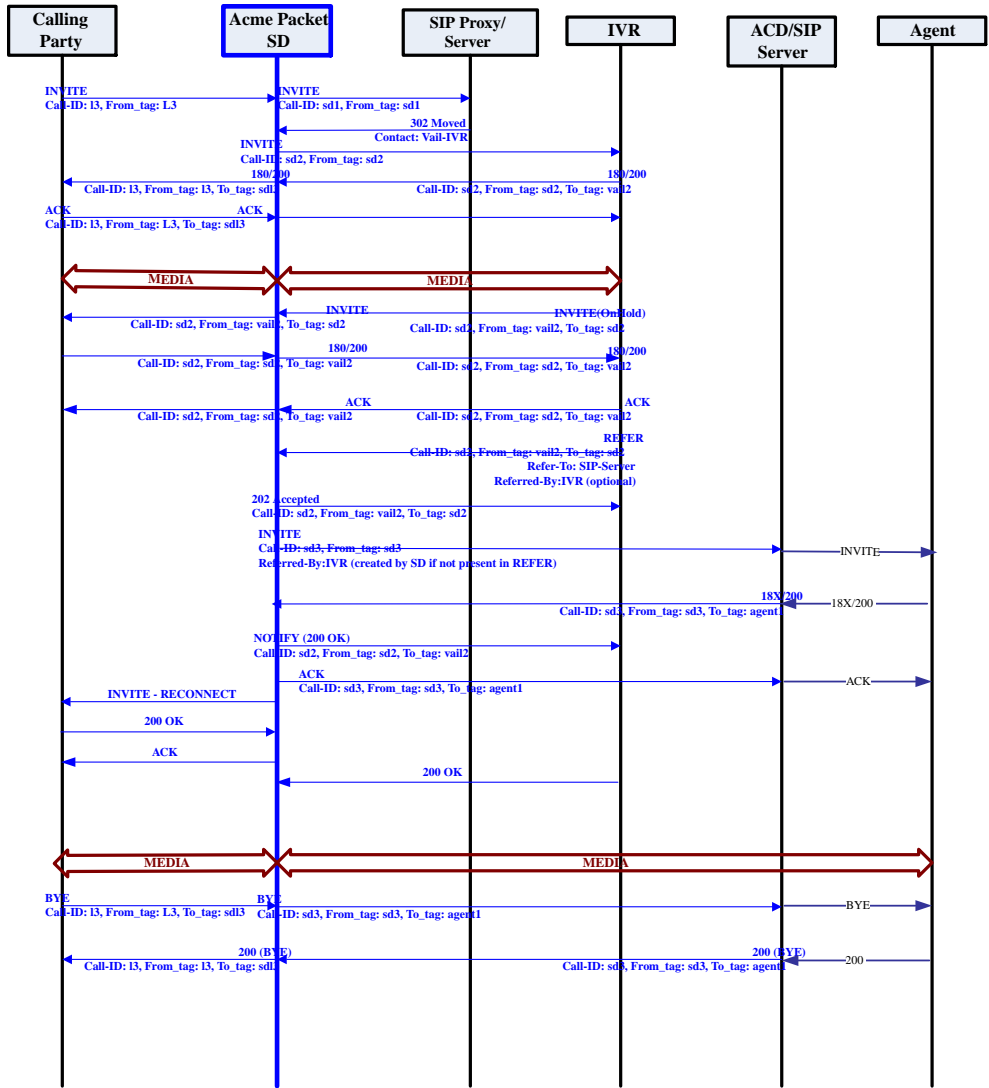 Calling
Party
Acme Packet
SD
SIP Proxy/
Server
IVR
ACD/SIP
Server
Agent
INVITE
Call-ID: l3, From_tag: L3
INVITE
Call-ID: sd1, From_tag: sd1
302 Moved
Contact: Vail-IVR
INVITE
Call-ID: sd2, From_tag: sd2
180/200
Call-ID: l3, From_tag: l3, To_tag: sdl3
180/200
Call-ID: sd2, From_tag: sd2, To_tag: vail2
ACK
Call-ID: l3, From_tag: L3, To_tag: sdl3
ACK
MEDIA
MEDIA
INVITE
Call-ID: sd2, From_tag: vail2, To_tag: sd2
INVITE(OnHold)
Call-ID: sd2, From_tag: vail2, To_tag: sd2
180/200
Call-ID: sd2, From_tag: sd2, To_tag: vail2
180/200
Call-ID: sd2, From_tag: sd2, To_tag: vail2
ACK
Call-ID: sd2, From_tag: sd2, To_tag: vail2
ACK
Call-ID: sd2, From_tag: sd2, To_tag: vail2
REFER
Call-ID: sd2, From_tag: vail2, To_tag: sd2
Refer-To: SIP-Server
Referred-By:IVR (optional)
202 Accepted
Call-ID: sd2, From_tag: vail2, To_tag: sd2
INVITE
Call-ID: sd3, From_tag: sd3
Referred-By:IVR (created by SD if not present in REFER)
INVITE
18X/200
Call-ID: sd3, From_tag: sd3, To_tag: agent1
18X/200
NOTIFY (200 OK)
Call-ID: sd2, From_tag: sd2, To_tag: vail2
ACK
Call-ID: sd3, From_tag: sd3, To_tag: agent1
ACK
INVITE - RECONNECT
200 OK
ACK
200 OK
MEDIA
MEDIA
BYE
Call-ID: l3, From_tag: L3, To_tag: sdl3
BYE
Call-ID: sd3, From_tag: sd3, To_tag: agent1
BYE
200 (BYE)
Call-ID: l3, From_tag: l3, To_tag: sdl3
200 (BYE)
Call-ID: sd3, From_tag: sd3, To_tag: agent1
200